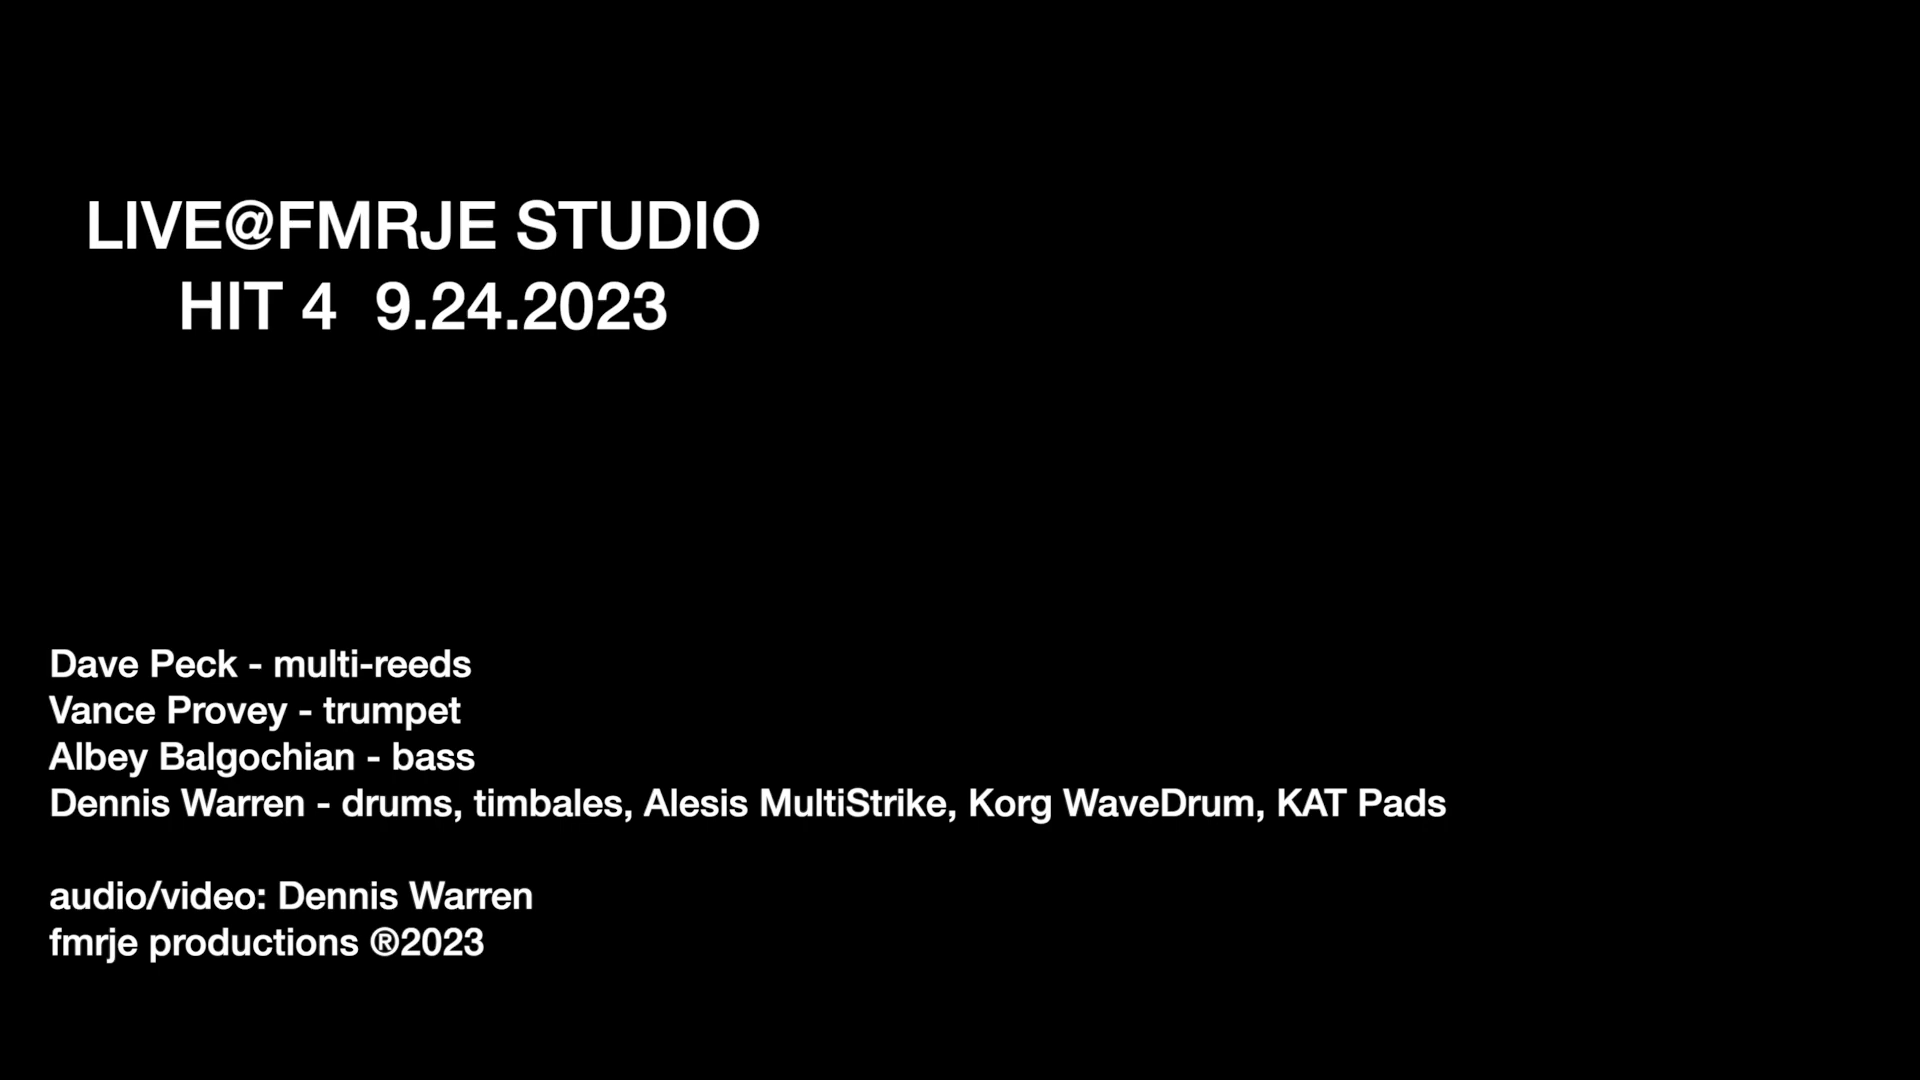 LIVE@FMRJE STUDIO
HIT 4  9.24.2023
Dave Peck - multi-reeds
Vance Provey - trumpet
Albey Balgochian - bass
Dennis Warren - drums, timbales, Alesis MultiStrike, Korg WaveDrum, KAT Pads
audio/video: Dennis Warren
fmrje productions ®2023